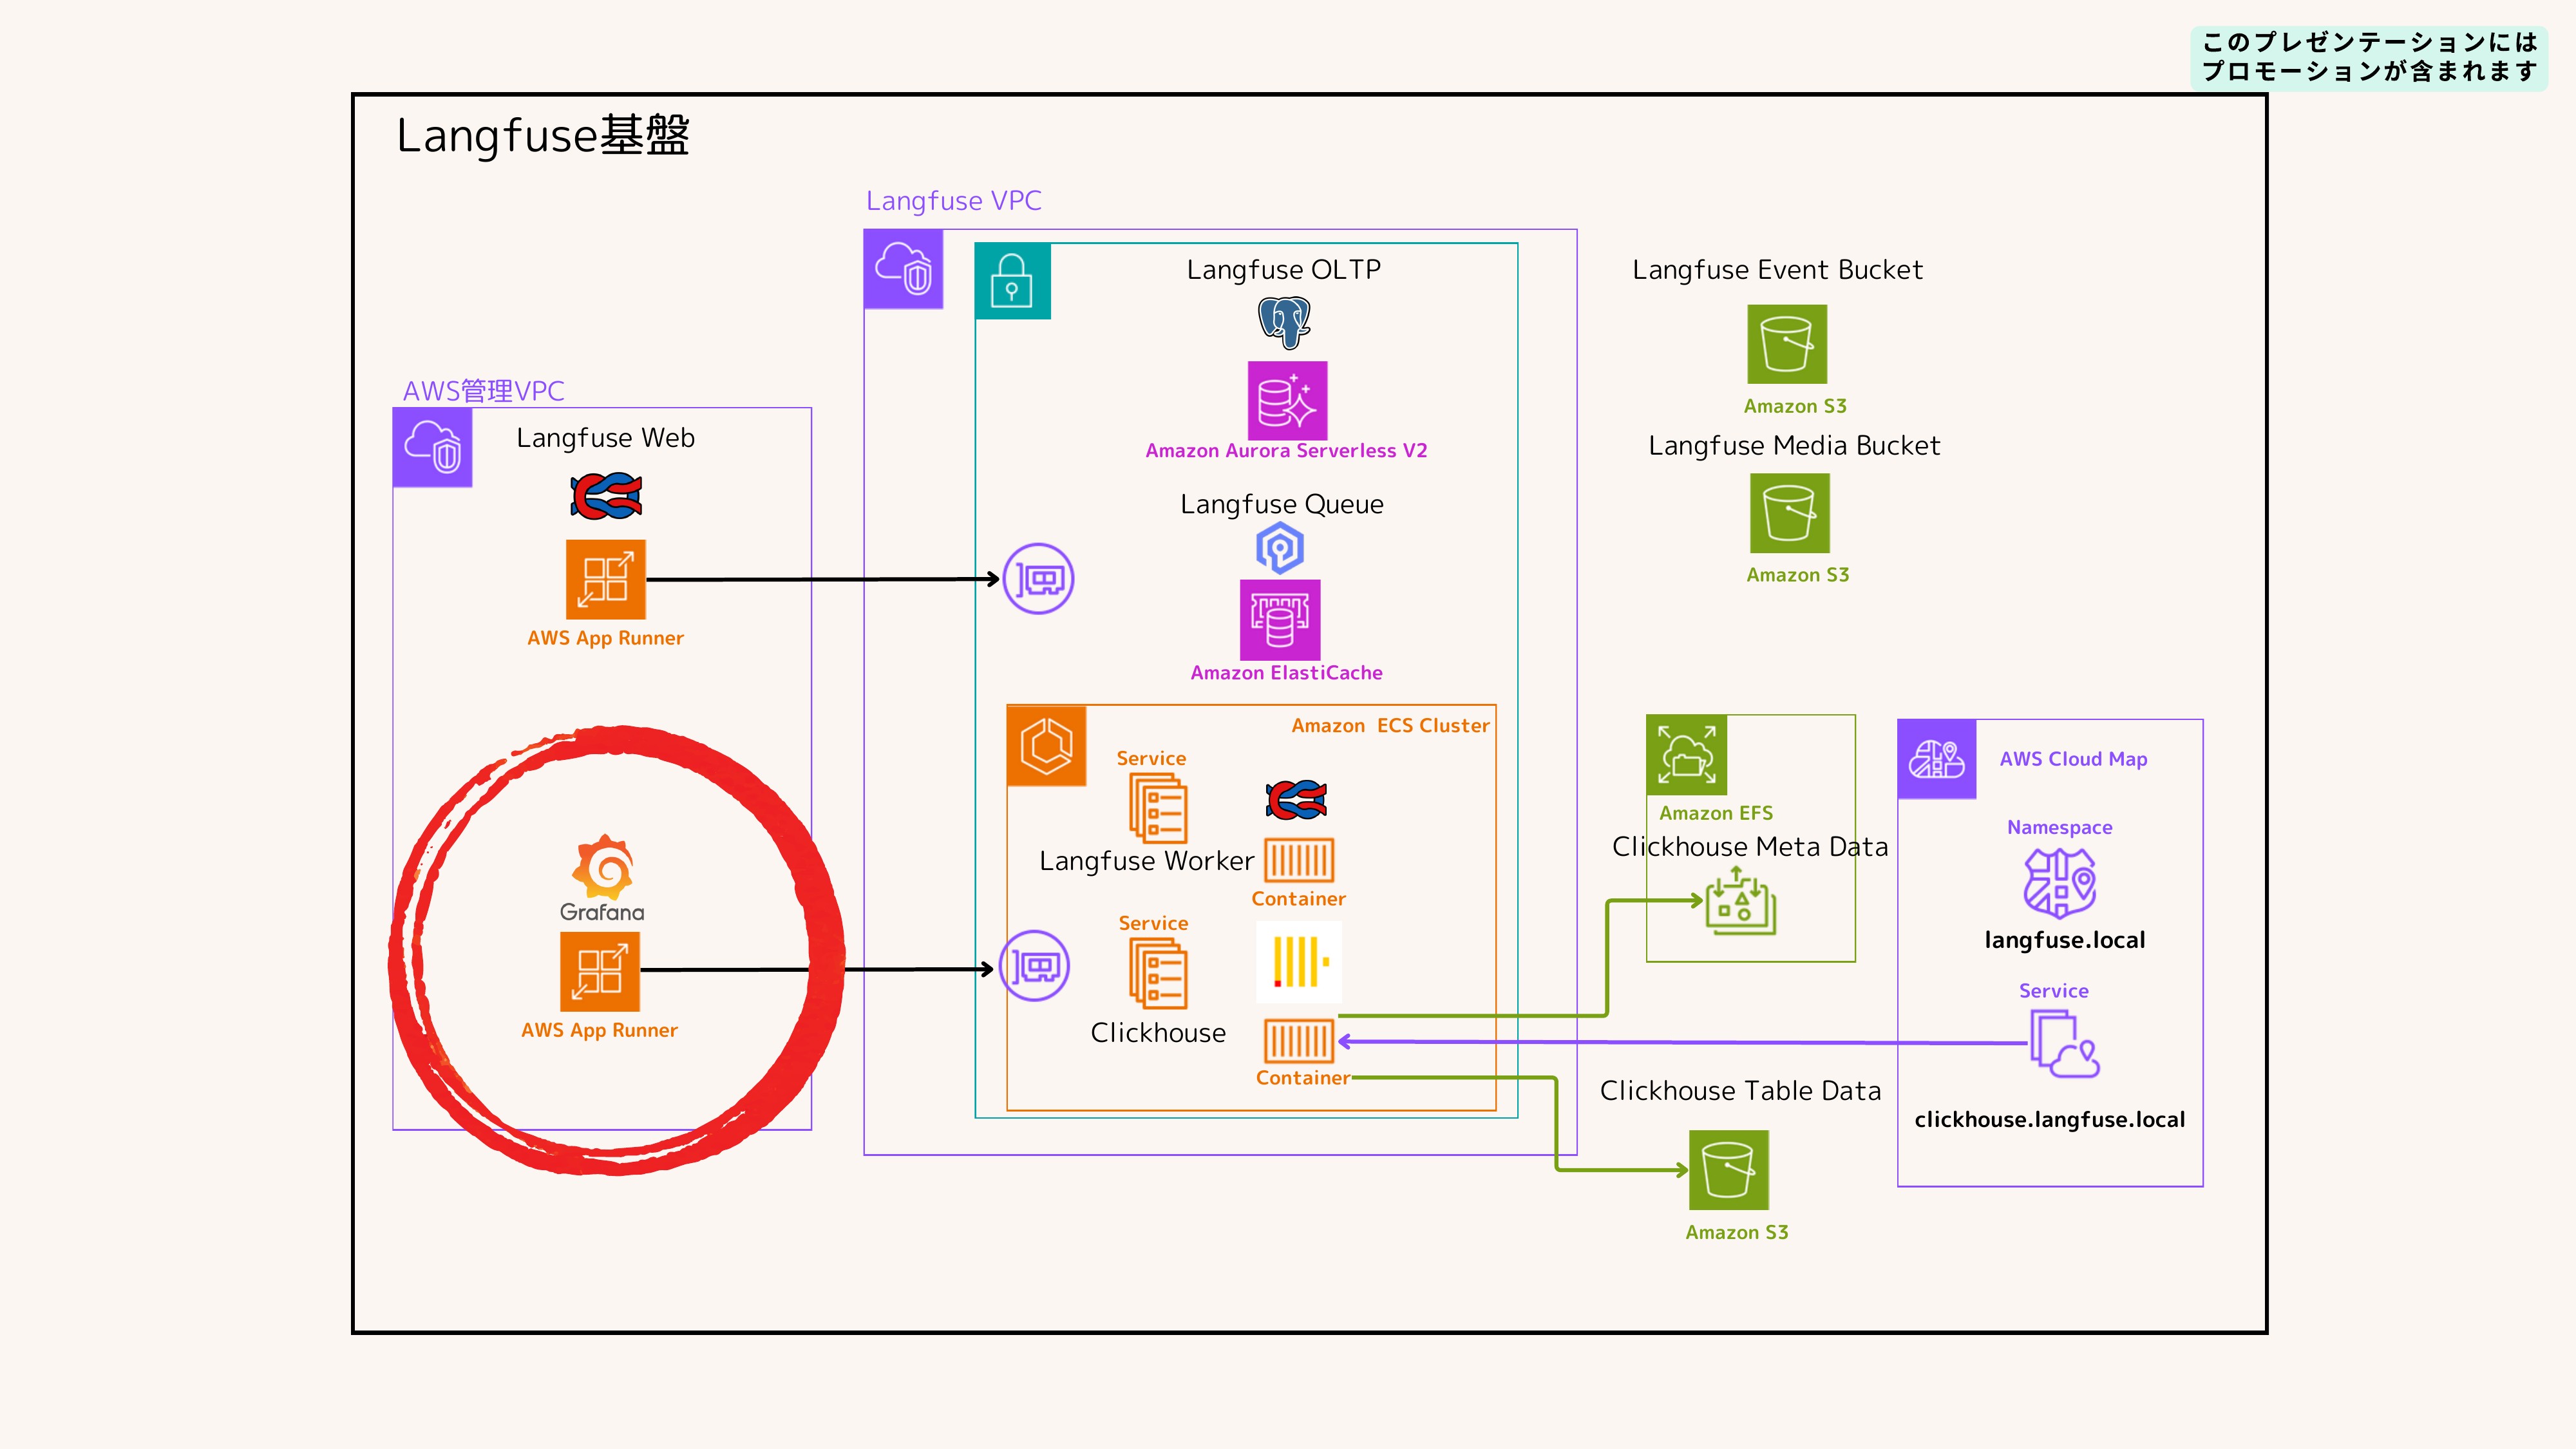 このプレゼンテーションには
プロモーションが含まれます
Langfuse基盤
AWS管理VPC
Langfuse Web
AWS App Runner
Grafana
AWS App Runner
Langfuse VPC
Langfuse OLTP
Amazon Aurora Serverless V2
Langfuse Queue
Amazon ElastiCache
Amazon ECS Cluster
Service
Langfuse Worker
Container
Service
Clickhouse
Container
Langfuse Event Bucket
Amazon S3
Langfuse Media Bucket
Amazon S3
Amazon EFS
Clickhouse Meta Data
Clickhouse Table Data
Amazon S3
AWS Cloud Map
Namespace
langfuse.local
Service
clickhouse.langfuse.local